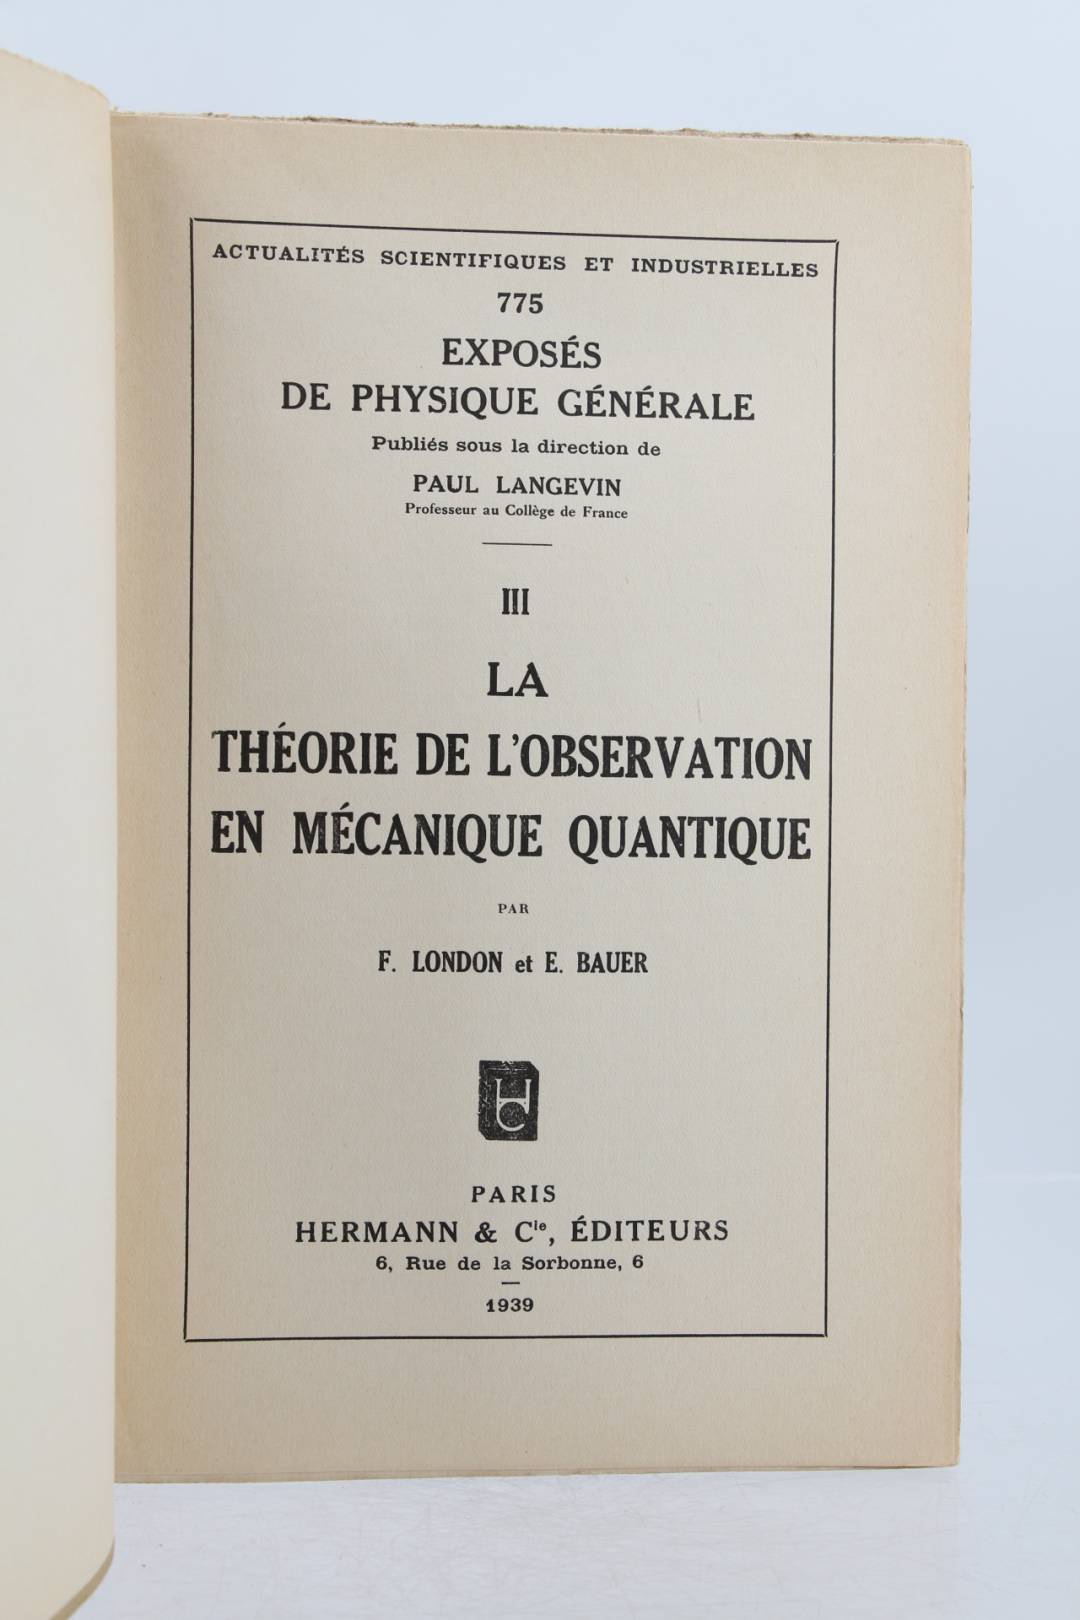 ACTUALITÉS SCIENTIFIQUES ET INDUSTRIELLES
775
EXPOSÉS
DE PHYSIQUE GÉNÉRALE
Publiés sous la direction de
PAUL LANGEVIN
Professeur au Collège de France
III
LA
THÉORIE DE L'OBSERVATION
EN MÉCANIQUE QUANTIQUE
PAR
F. LONDON et E. BAUER
HC
PARIS
HERMANN & Cie, ÉDITEURS
6, Rue de la Sorbonne, 6
1939